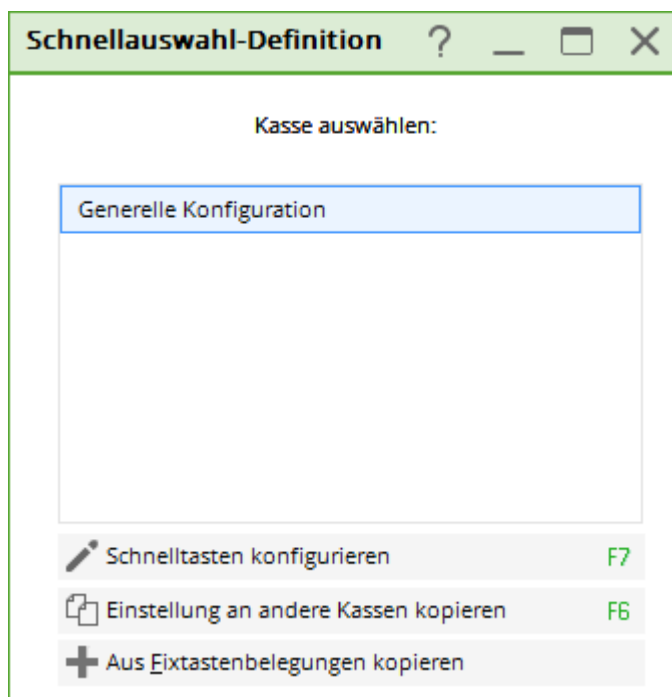 Schnellauswahl-Definition ?
Kasse auswählen:
Generelle Konfiguration
Schnelltasten konfigurieren F7
Einstellung an andere Kassen kopieren F6
Aus Fixtastenbelegungen kopieren